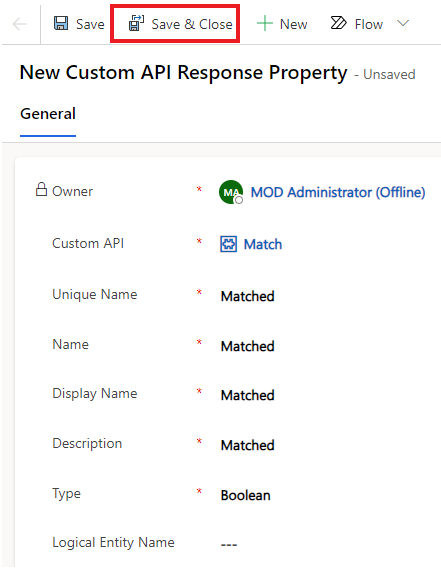 Save Save & Close New Flow
New Custom API Response Property - Unsaved
General
Owner * MA MOD Administrator (Offline)
Custom API * Match
Unique Name * Matched
Name * Matched
Display Name * Matched
Description * Matched
Type * Boolean
Logical Entity Name ---